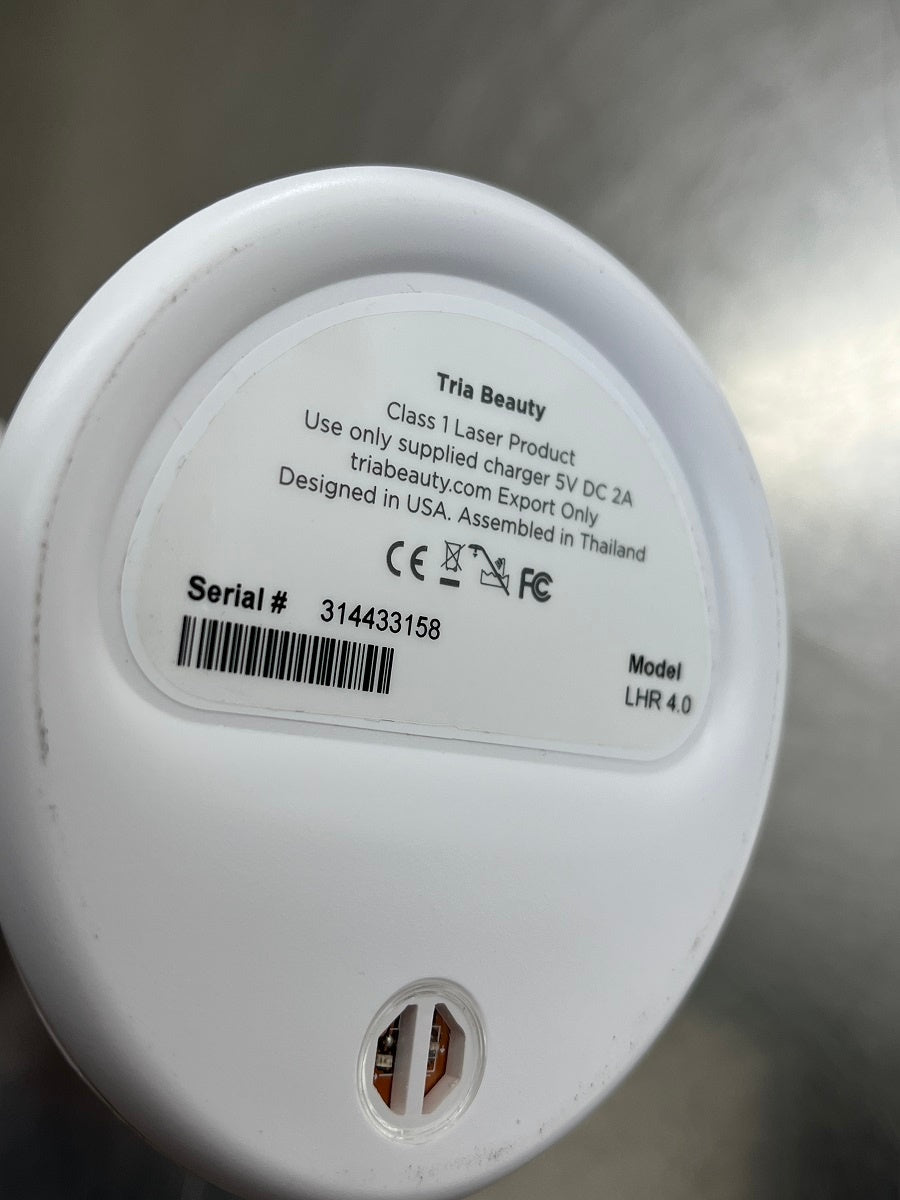 Tria Beauty
Class 1 Laser Product
Use only supplied charger 5V DC 2A
triabeauty.com Export Only
Designed in USA. Assembled in Thailand
CE FC
Serial # 314433158
Model
LHR 4.0